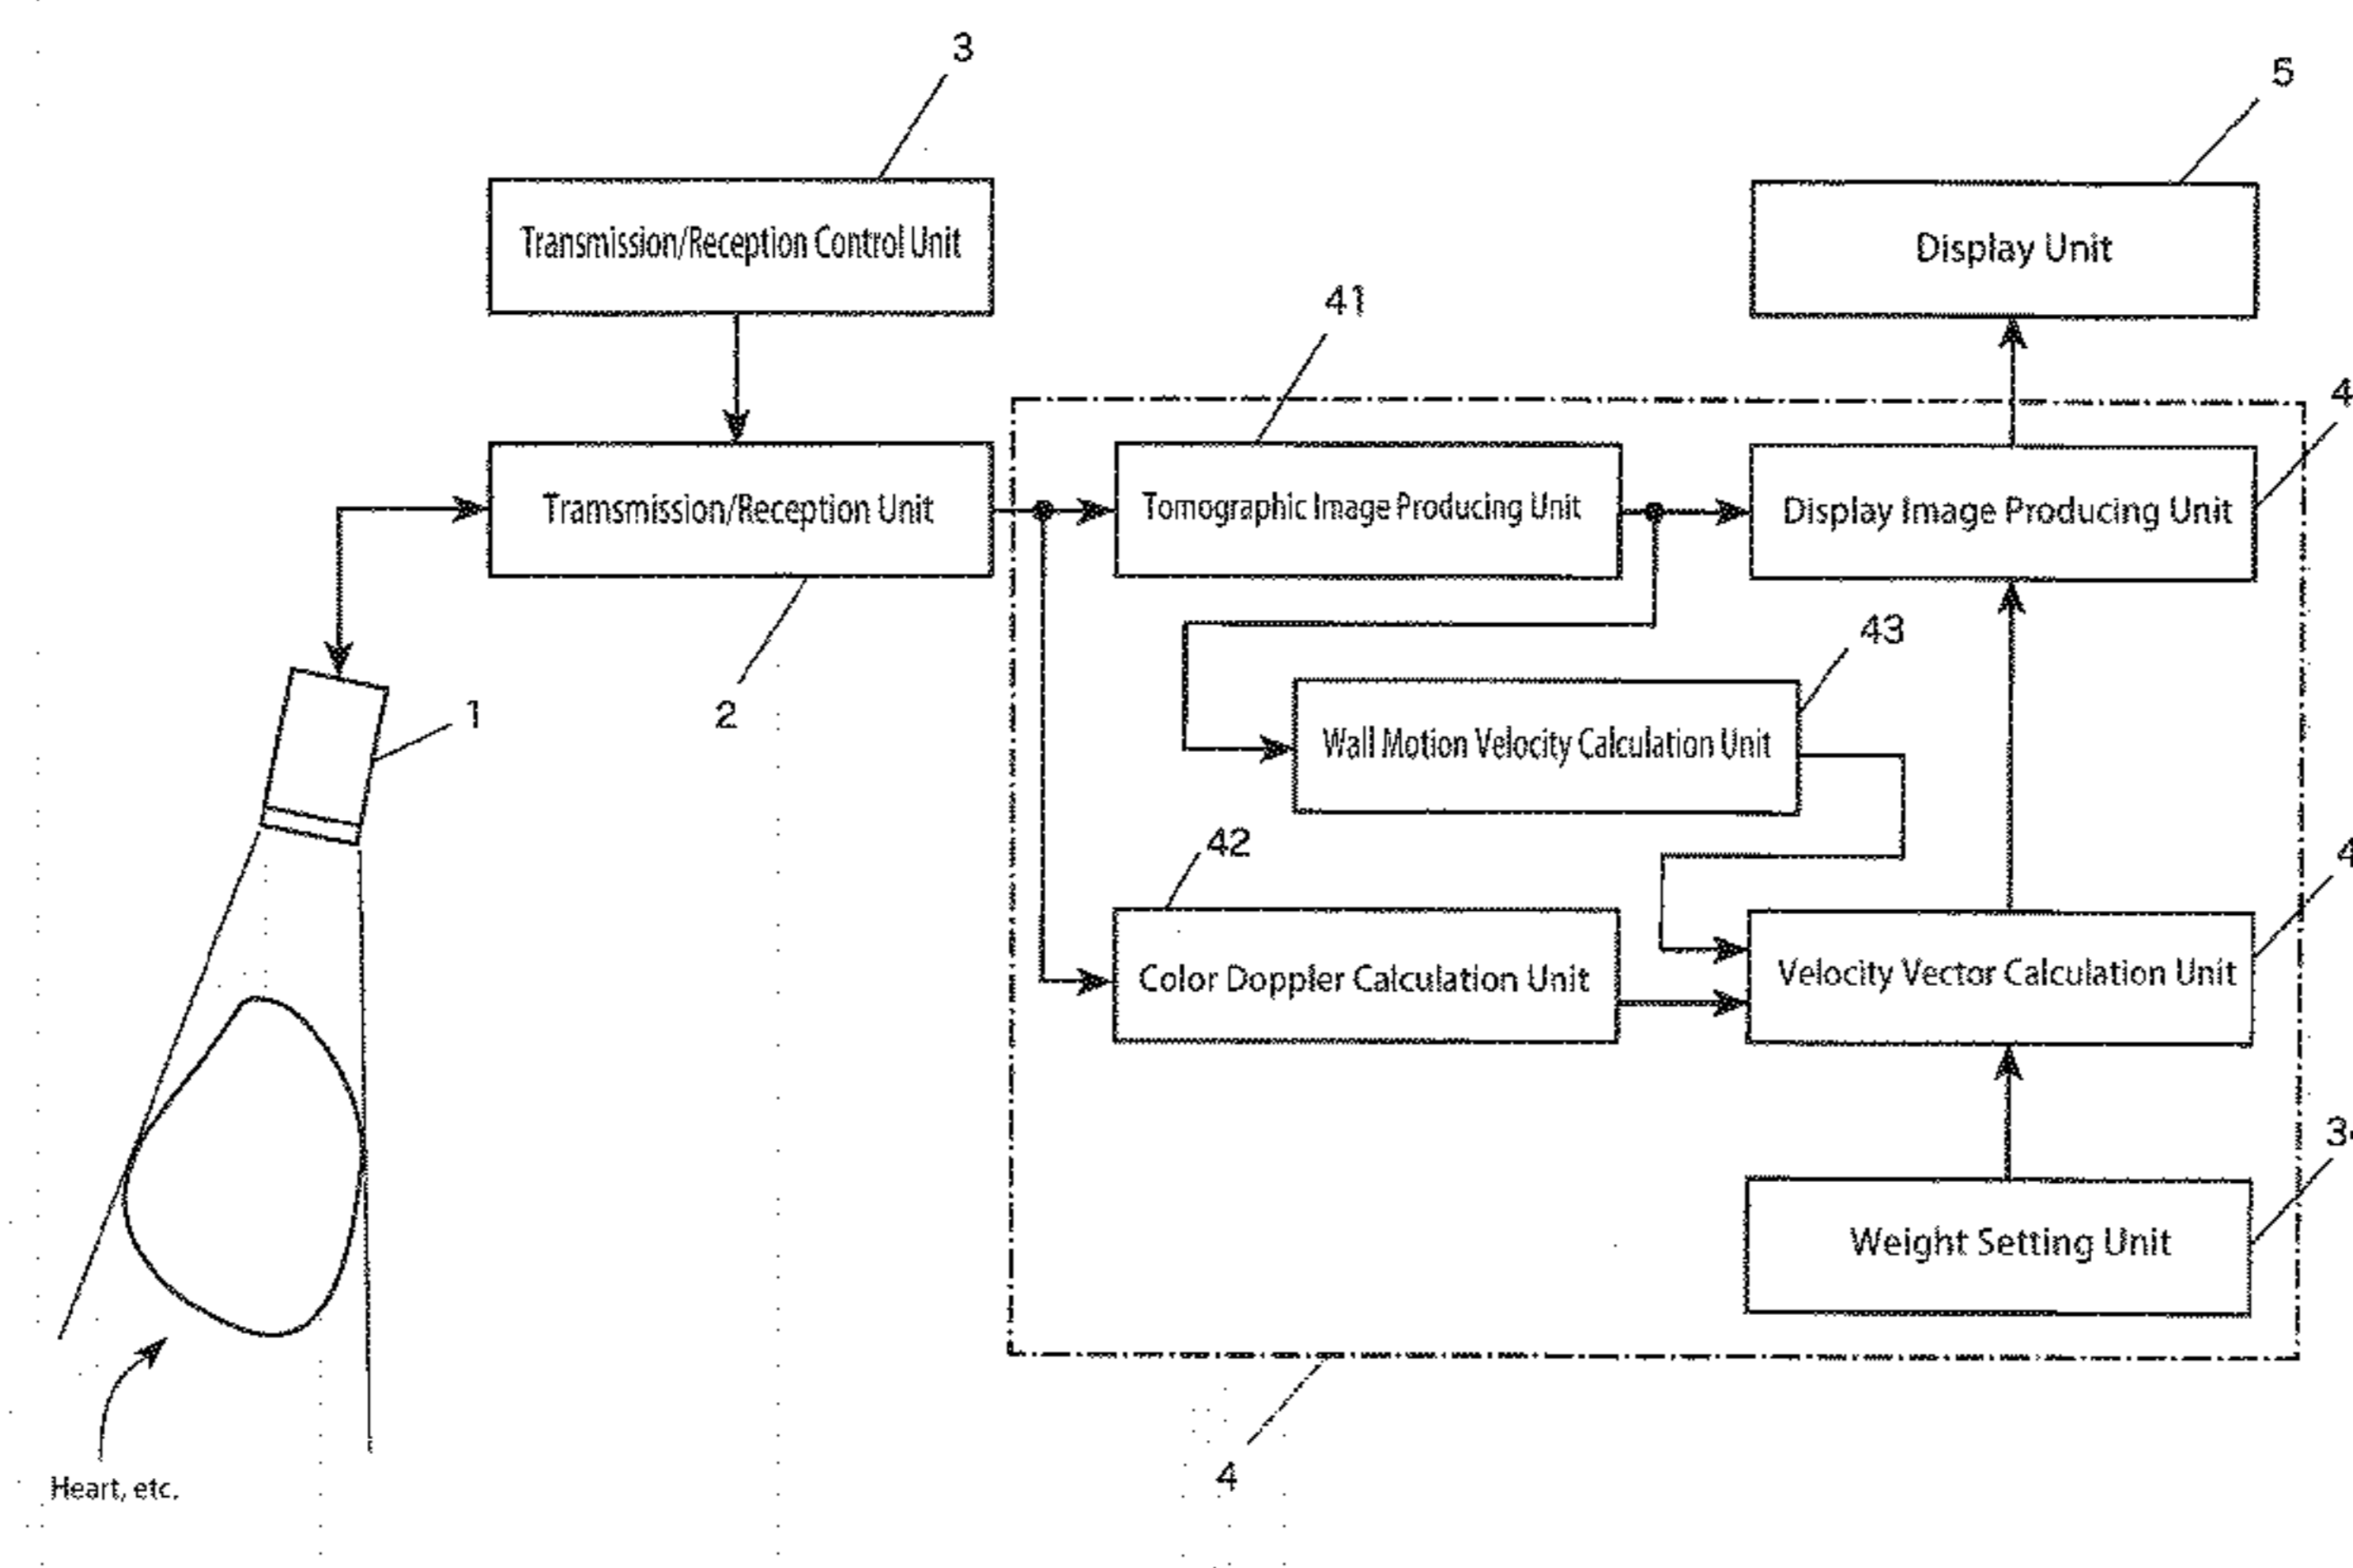 3
5
Transmission/Reception Control Unit
Display Unit
41
4
Tramsmission/Reception Unit
Tomographic Image Producing Unit
Display Image Producing Unit
43
1
2
Wall Motion Velocity Calculation Unit
42
4
Color Doppler Calculation Unit
Velocity Vector Calculation Unit
3
Weight Setting Unit
4
Heart, etc.